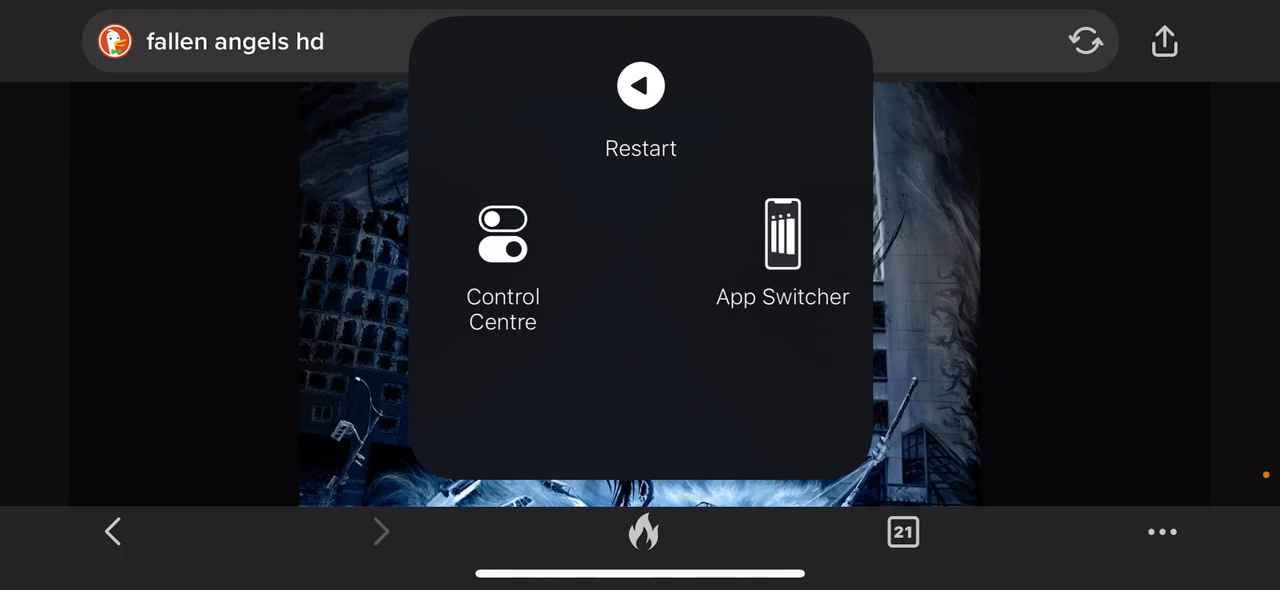 fallen angels hd
Restart
Control
Centre
App Switcher
21